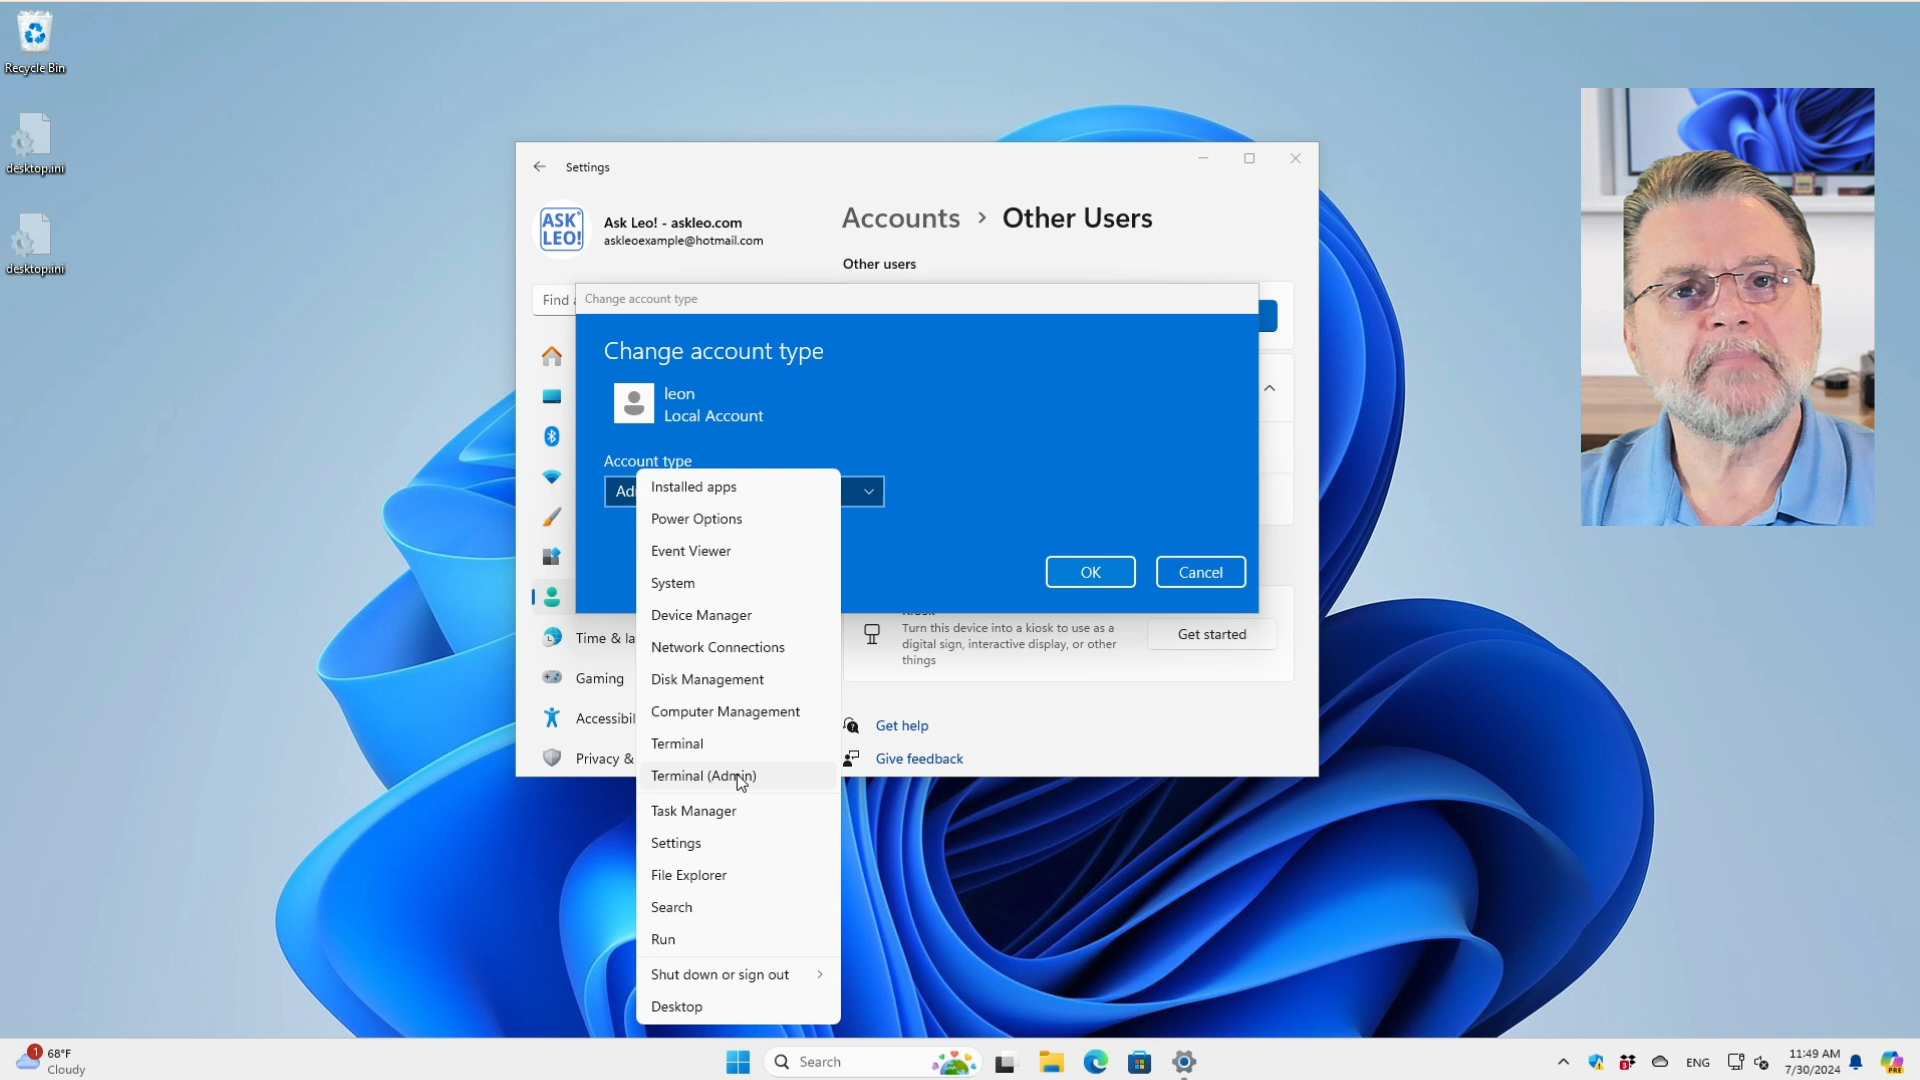 Recycle Bin
desktop.ini
desktop.ini
Settings
ASK
LEO!
Ask Leo! - askleo.com
askleoexample@hotmail.com
Accounts > Other Users
Other users
Find
Change account type
Change account type
leon
Local Account
Account type
OK
Cancel
Turn this device into a kiosk to use as a
digital sign, interactive display, or other
things
Get started
Time & la
Gaming
Accessibil
Privacy &
Get help
Give feedback
Installed apps
Power Options
Event Viewer
System
Device Manager
Network Connections
Disk Management
Computer Management
Terminal
Terminal (Admin)
Task Manager
Settings
File Explorer
Search
Run
Shut down or sign out
Desktop
1
68°F
Cloudy
Search
ENG
11:49 AM
7/30/2024
PRE